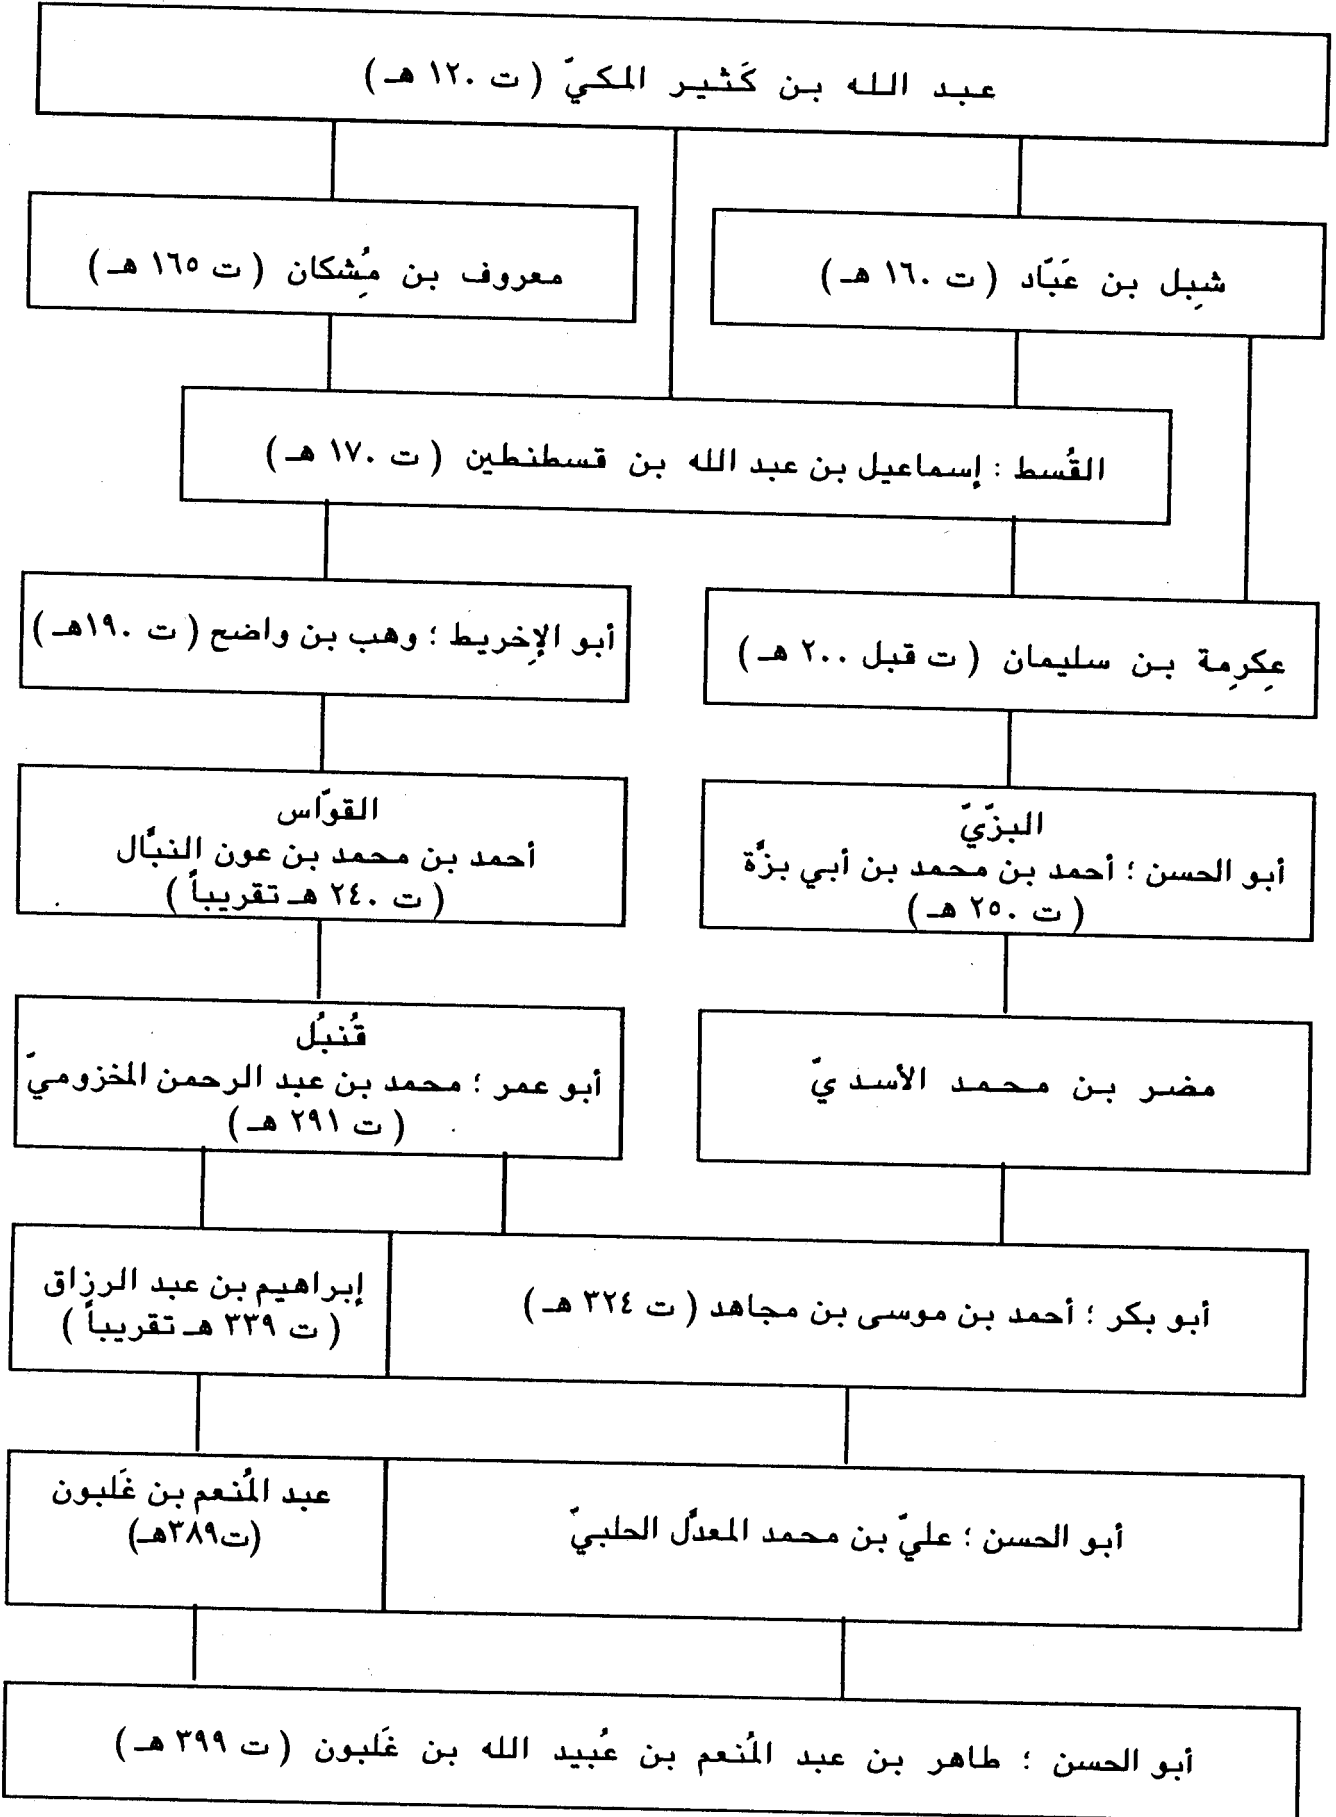 عبد الله بن كَثير المكيّ ( ت ١٢٠ هـ )
شِبل بن عَبّاد ( ت ١٦٠ هـ )
معروف بن مُشِكان ( ت ١٦٥ هـ )
القُسط : إسماعيل بن عبد الله بن قسطنطين ( ت ١٧٠ هـ )
عِكرِمة بن سليمان ( ت قبل ٢٠٠ هـ )
أبو الإِخريط ؛ وهب بن واضح ( ت ١٩٠هـ )
البزّيّ
أبو الحسن ؛ أحمد بن محمد بن أبي بزَّة
( ت ٢٥٠ هـ )
القوّاس
أحمد بن محمد بن عون النبَّال
( ت ٢٤٠ هـ تقريباً )
مضر بن محمد الأسديّ
قُنبُل
أبو عمر ؛ محمد بن عبد الرحمن المخزوميّ
( ت ٢٩١ هـ )
أبو بكر ؛ أحمد بن موسى بن مجاهد ( ت ٣٢٤ هـ )
إبراهيم بن عبد الرزاق
( ت ٣٣٩ هـ تقريباً )
أبو الحسن ؛ عليّ بن محمد المعدَّل الحلبيّ
عبد المُنعم بن غَلبون
(ت٣٨٩هـ)
أبو الحسن ؛ طاهر بن عبد المُنعم بن عُبيد الله بن غَلبون ( ت ٣٩٩ هـ )